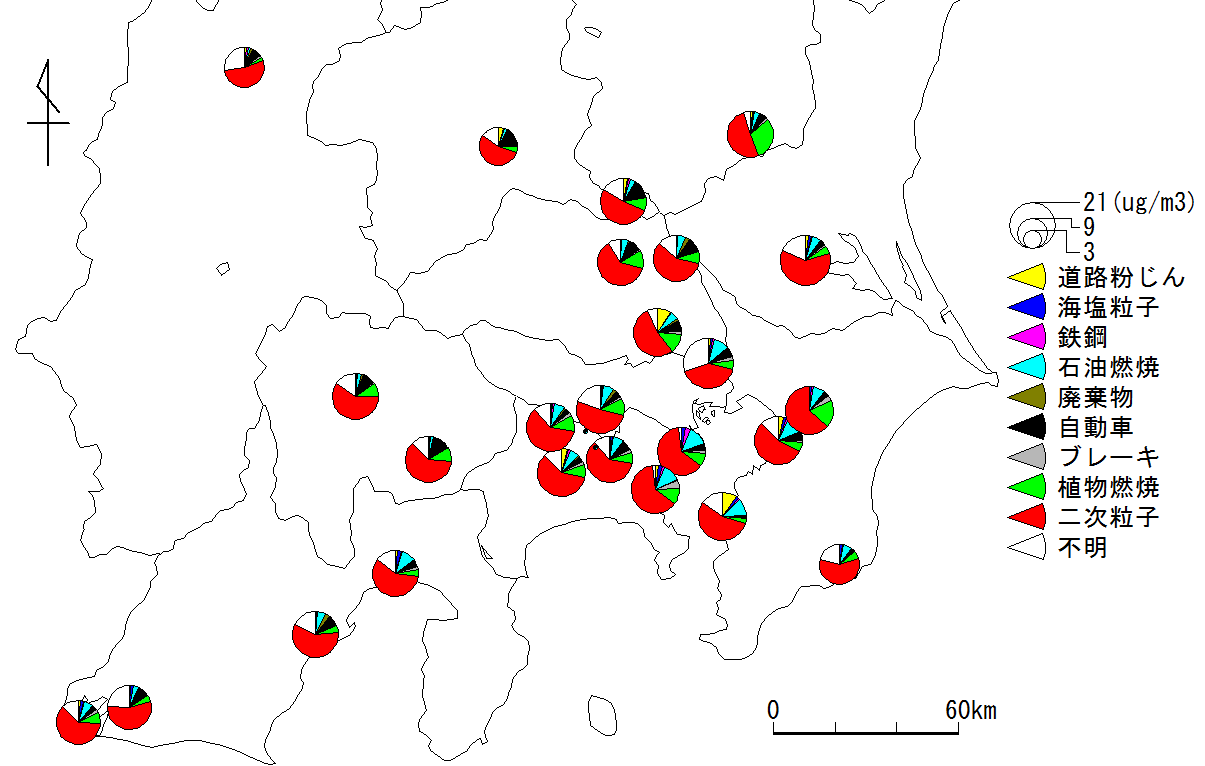 21(ug/m3)
9
3
道路粉じん
海塩粒子
鉄鋼
石油燃焼
廃棄物
自動車
ブレーキ
植物燃焼
二次粒子
不明
0 60km